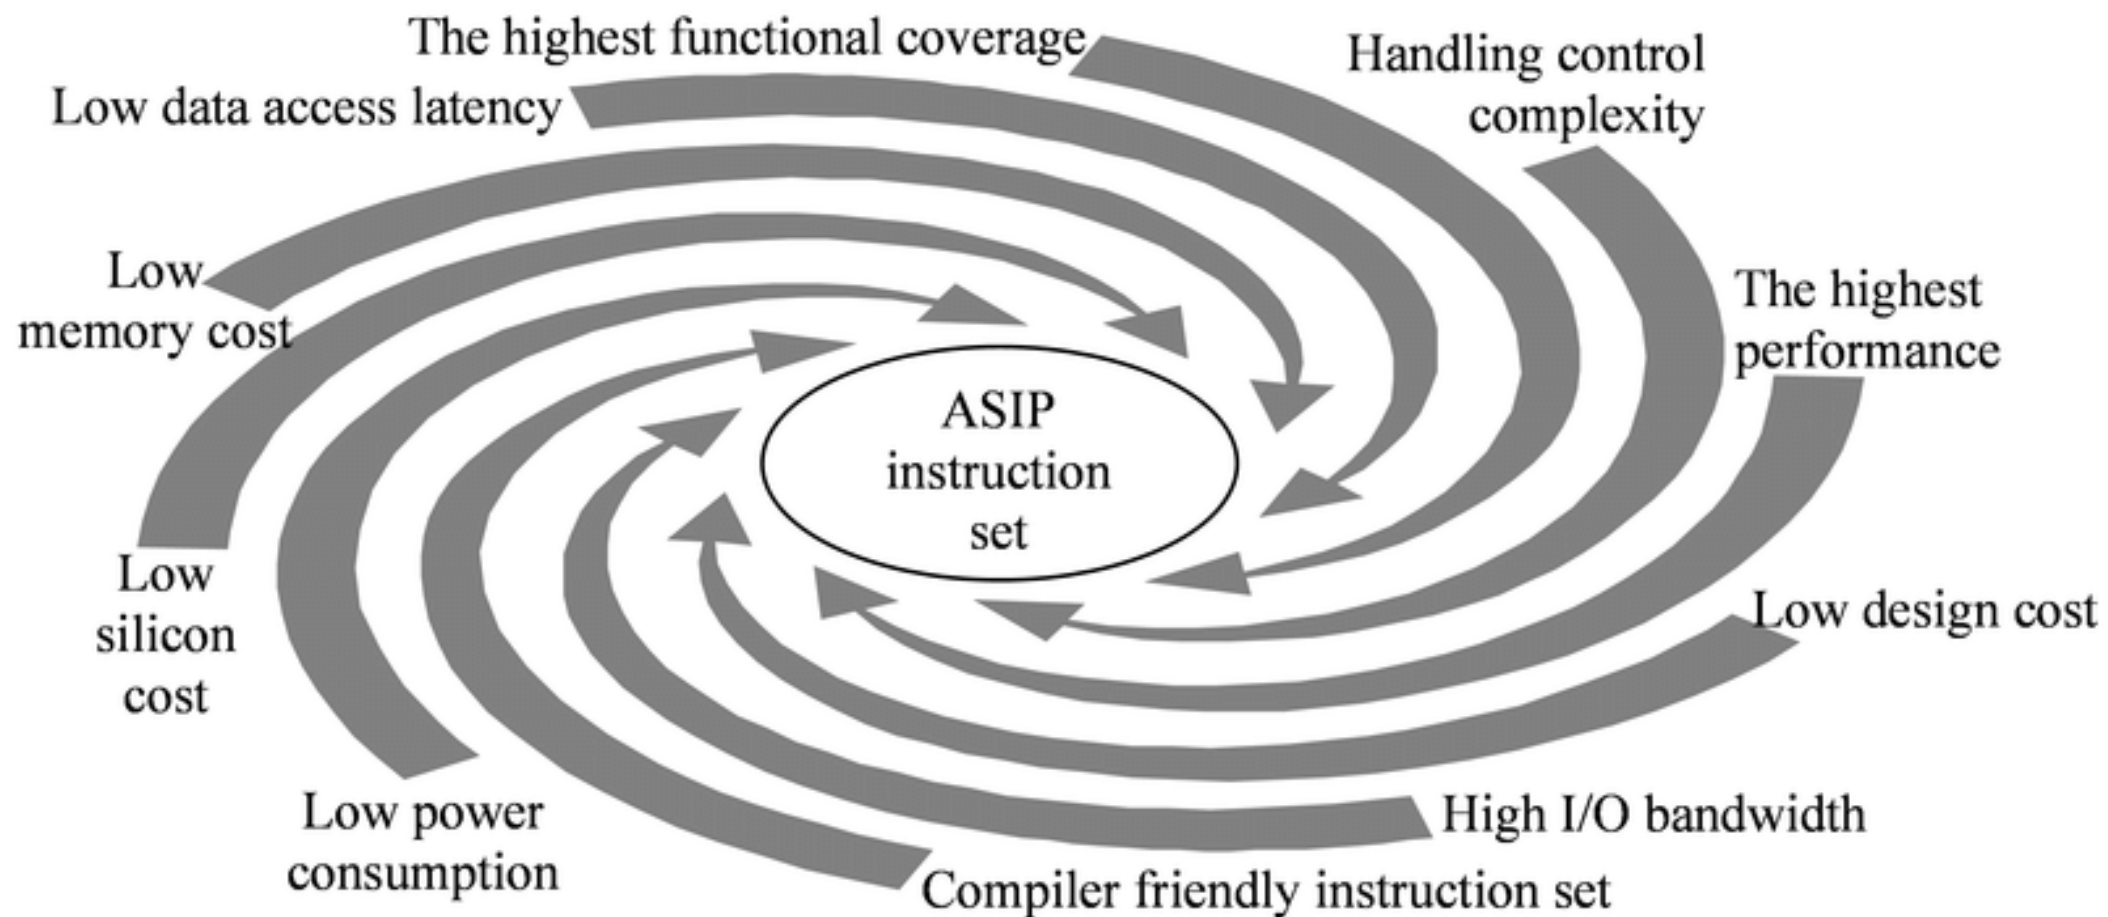 The highest functional coverage
Handling control
complexity
Low data access latency
Low
memory cost
The highest
performance
ASIP
instruction
set
Low
silicon
cost
Low design cost
Low power
consumption
High I/O bandwidth
Compiler friendly instruction set